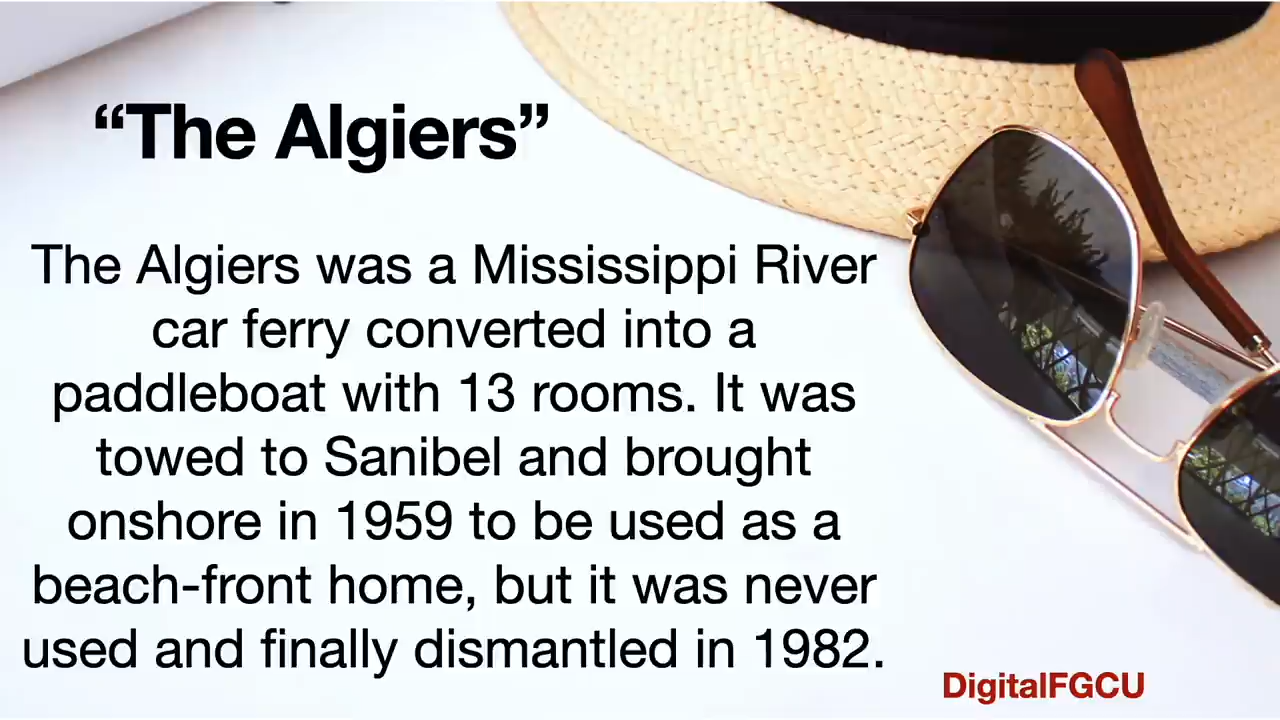 “The Algiers”
The Algiers was a Mississippi River
car ferry converted into a
paddleboat with 13 rooms. It was
towed to Sanibel and brought
onshore in 1959 to be used as a
beach-front home, but it was never
used and finally dismantled in 1982.
DigitalFGCU